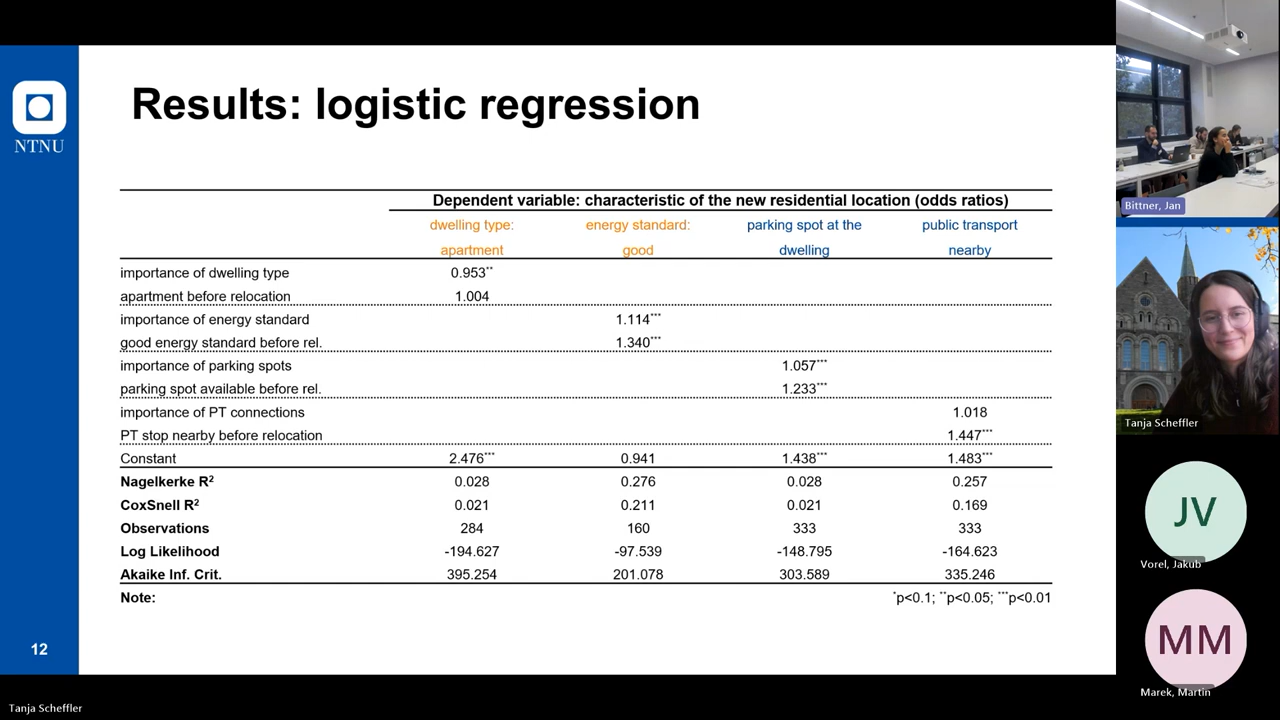 Results: logistic regression
NTNU
Dependent variable: characteristic of the new residential location (odds ratios)
dwelling type: energy standard: parking spot at the public transport
apartment good dwelling nearby
importance of dwelling type 0.953**
apartment before relocation 1.004
importance of energy standard 1.114***
good energy standard before rel. 1.340***
importance of parking spots 1.057***
parking spot available before rel. 1.233***
importance of PT connections 1.018
PT stop nearby before relocation 1.447***
Constant 2.476*** 0.941 1.438*** 1.483***
Nagelkerke R² 0.028 0.276 0.028 0.257
CoxSnell R² 0.021 0.211 0.021 0.169
Observations 284 160 333 333
Log Likelihood -194.627 -97.539 -148.795 -164.623
Akaike Inf. Crit. 395.254 201.078 303.589 335.246
Note: *p<0.1; **p<0.05; ***p<0.01
12
Tanja Scheffler
Bittner, Jan
Tanja Scheffler
JV
Vorel, Jakub
MM
Marek, Martin